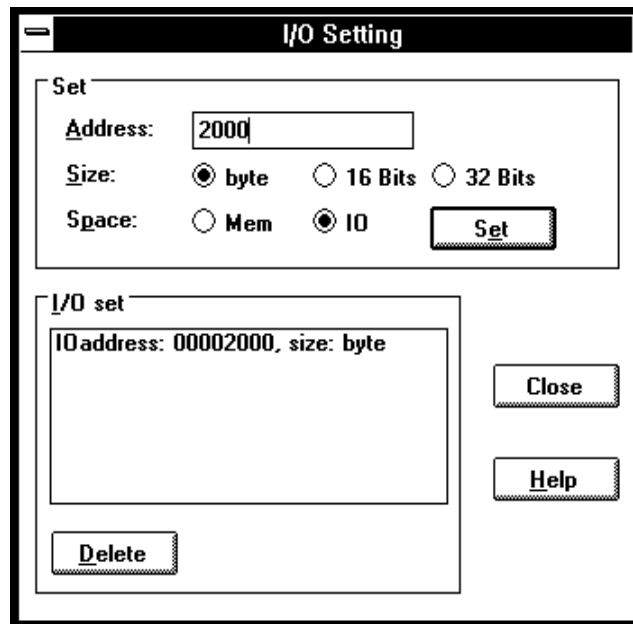 I/O Setting
Set
Address: 2000
Size: byte 16 Bits 32 Bits
Space: Mem IO Set
I/O set
IOaddress: 00002000, size: byte
Close
Help
Delete